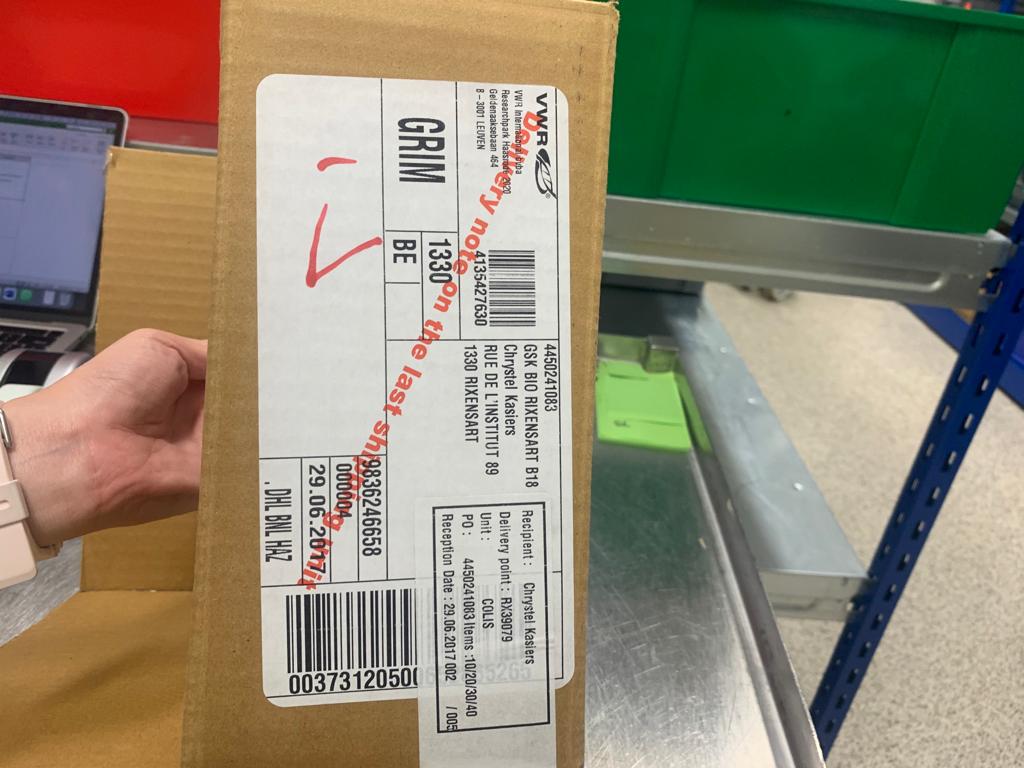 VWR
VWR International bvba
Researchpark Haasrode 2020
Geldenaaksebaan 464
B - 3001 LEUVEN
4135427630
4450241083
GSK BIO RIXENSART B18
Chrystel Kasiers
RUE DE L'INSTITUT 89
1330 RIXENSART
GRIM
1330
BE
Delivery note on the last shipping unit
9836246658
000004
29.06.2017
, DHL BNL HAZ
00373120500
65265
Recipient : Chrystel Kasiers
Delivery point : RX39079
Unit : COLIS
PO : 4450241083 Items :10/20/30/40
Reception Date : 29.06.2017 002 / 005